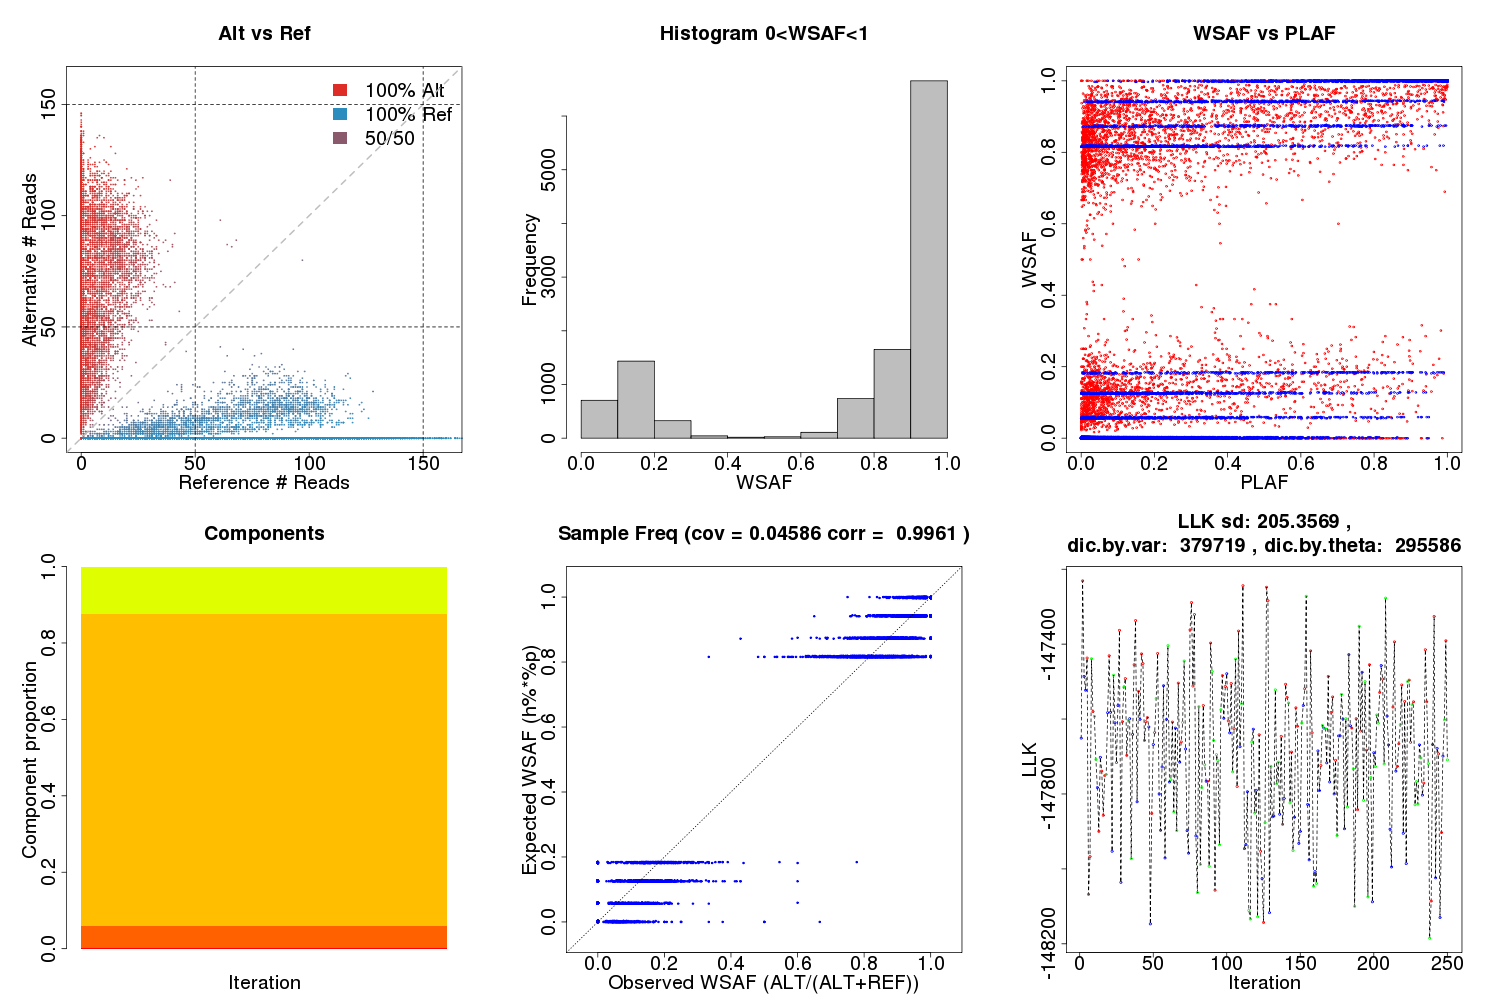 Alt vs Ref
100% Alt
100% Ref
50/50
150
100
50
0
Alternative # Reads
0
50
100
150
Reference # Reads
Histogram 0<WSAF<1
5000
3000
1000
0
Frequency
0.0
0.2
0.4
0.6
0.8
1.0
WSAF
WSAF vs PLAF
1.0
0.8
0.6
0.4
0.2
0.0
WSAF
0.0
0.2
0.4
0.6
0.8
1.0
PLAF
Components
1.0
0.8
0.6
0.4
0.2
0.0
Component proportion
Iteration
Sample Freq (cov = 0.04586 corr = 0.9961 )
1.0
0.8
0.6
0.4
0.2
0.0
Expected WSAF (h%*%p)
0.0
0.2
0.4
0.6
0.8
1.0
Observed WSAF (ALT/(ALT+REF))
LLK sd: 205.3569 ,
dic.by.var: 379719 , dic.by.theta: 295586
-147400
-147800
-148200
LLK
0
50
100
150
200
250
Iteration